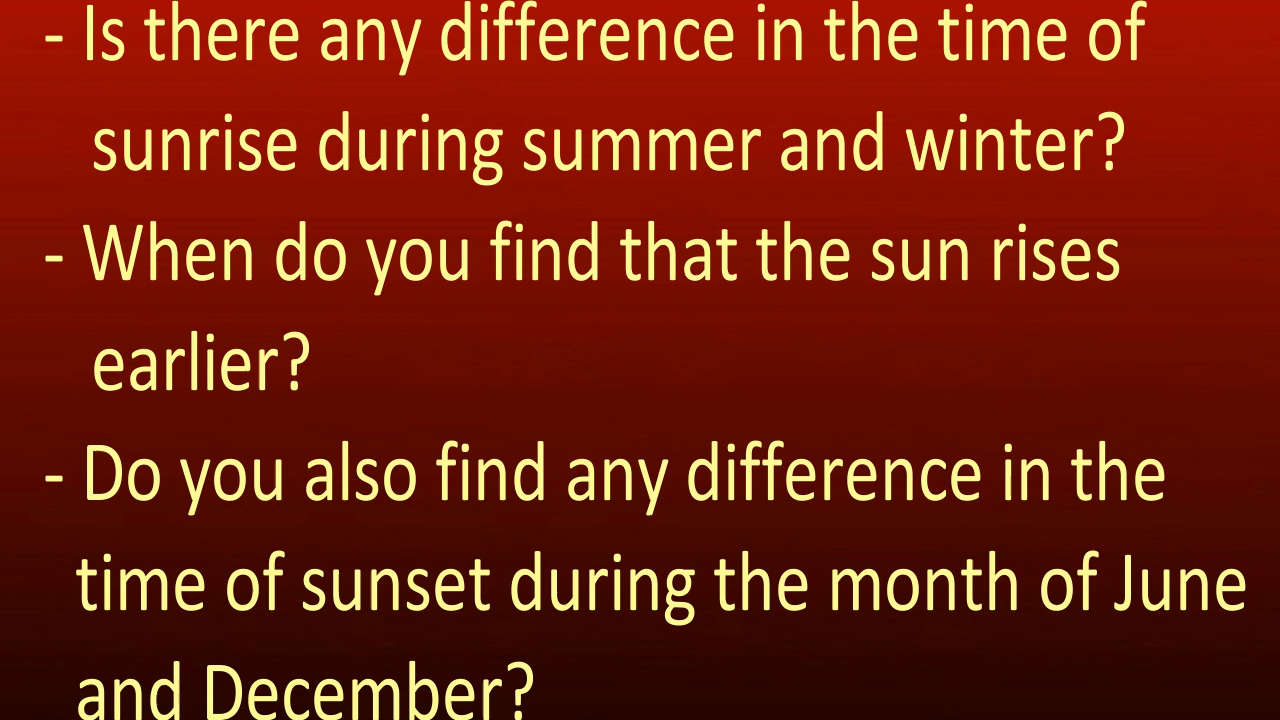 - Is there any difference in the time of
sunrise during summer and winter?
- When do you find that the sun rises
earlier?
- Do you also find any difference in the
time of sunset during the month of June
and December?